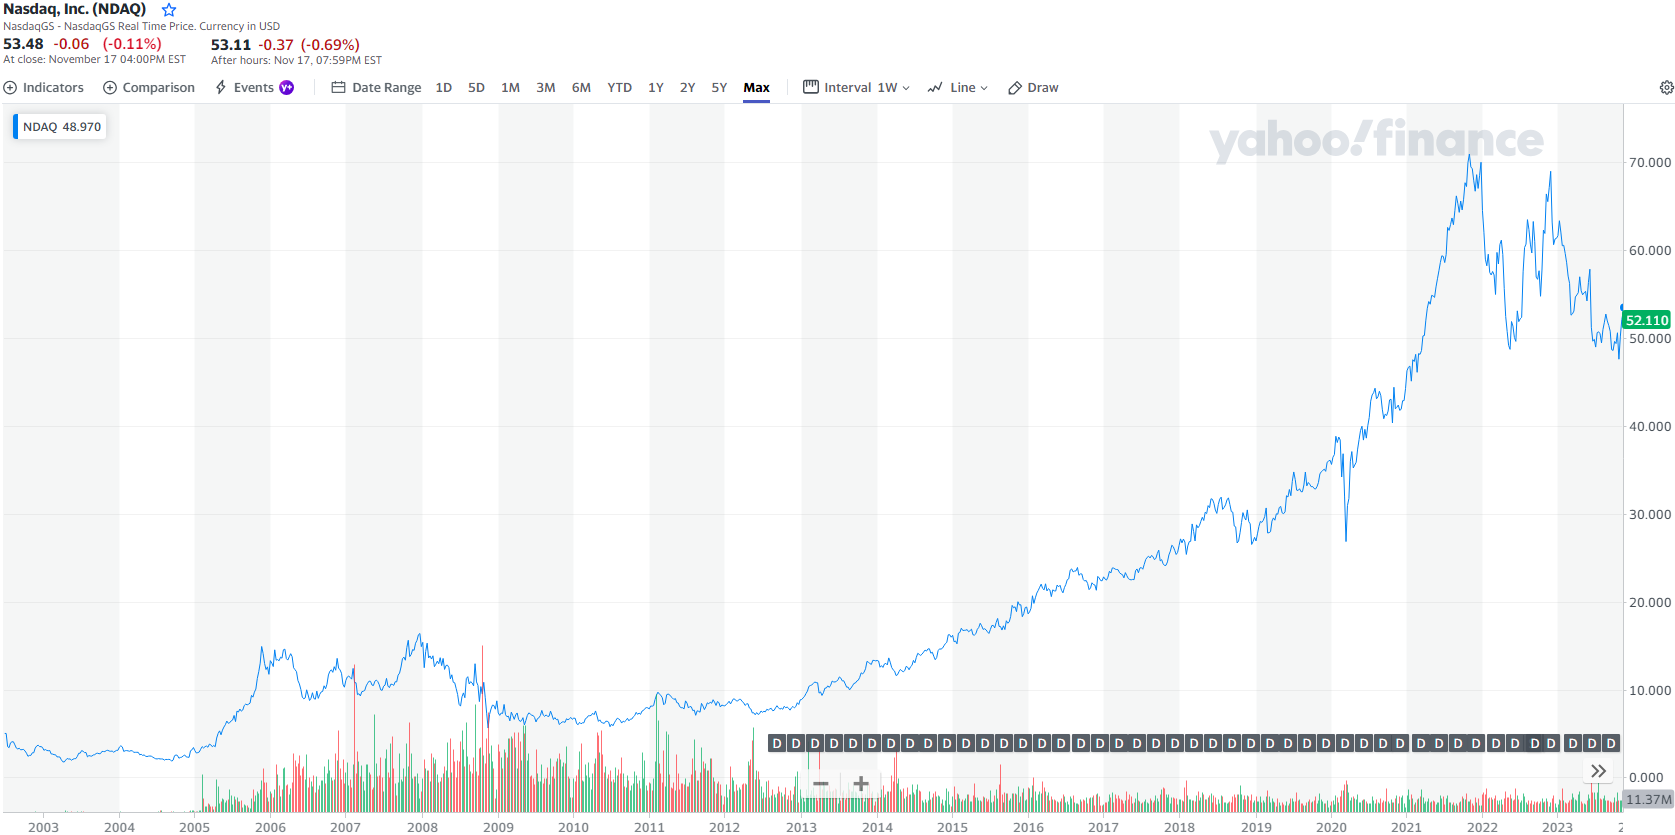 Nasdaq, Inc. (NDAQ)
NasdaqGS - NasdaqGS Real Time Price. Currency in USD
53.48 -0.06 (-0.11%) 53.11 -0.37 (-0.69%)
At close: November 17 04:00PM EST After hours: Nov 17, 07:59PM EST
Indicators Comparison Events Y+ Date Range 1D 5D 1M 3M 6M YTD 1Y 2Y 5Y Max Interval 1W Line Draw
NDAQ 48.970
yahoo!finance
70.000
60.000
52.110
50.000
40.000
30.000
20.000
10.000
D D D D D D D D D D D D D D D D D D D D D D D D D D D D D D D D D D D D D D D D D D D D D
0.000
11.37M
2003 2004 2005 2006 2007 2008 2009 2010 2011 2012 2013 2014 2015 2016 2017 2018 2019 2020 2021 2022 2023